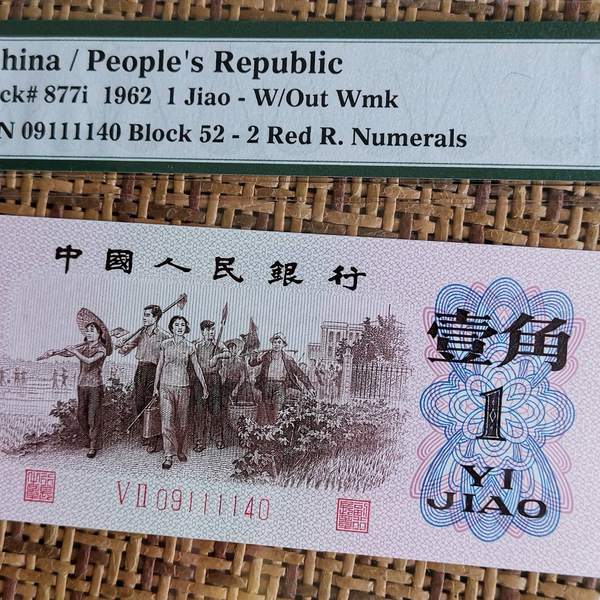 hina / People's Republic
ck# 877i 1962 1 Jiao - W/Out Wmk
N 09111140 Block 52 - 2 Red R. Numerals
中國人民銀行
壹角
1
YI
JIAO
VII 09111140